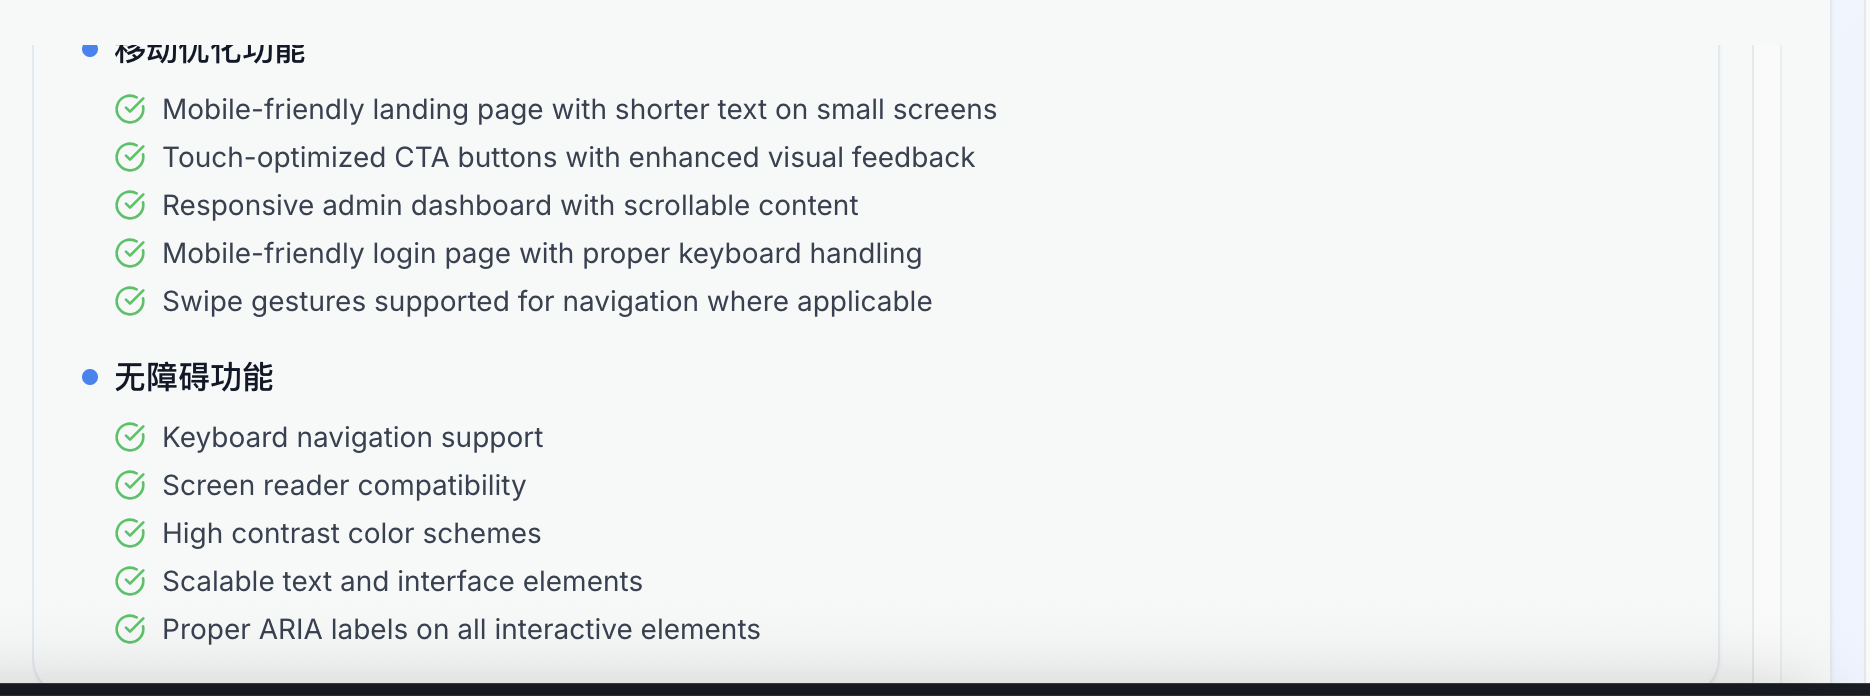 移动优化功能
Mobile-friendly landing page with shorter text on small screens
Touch-optimized CTA buttons with enhanced visual feedback
Responsive admin dashboard with scrollable content
Mobile-friendly login page with proper keyboard handling
Swipe gestures supported for navigation where applicable
无障碍功能
Keyboard navigation support
Screen reader compatibility
High contrast color schemes
Scalable text and interface elements
Proper ARIA labels on all interactive elements